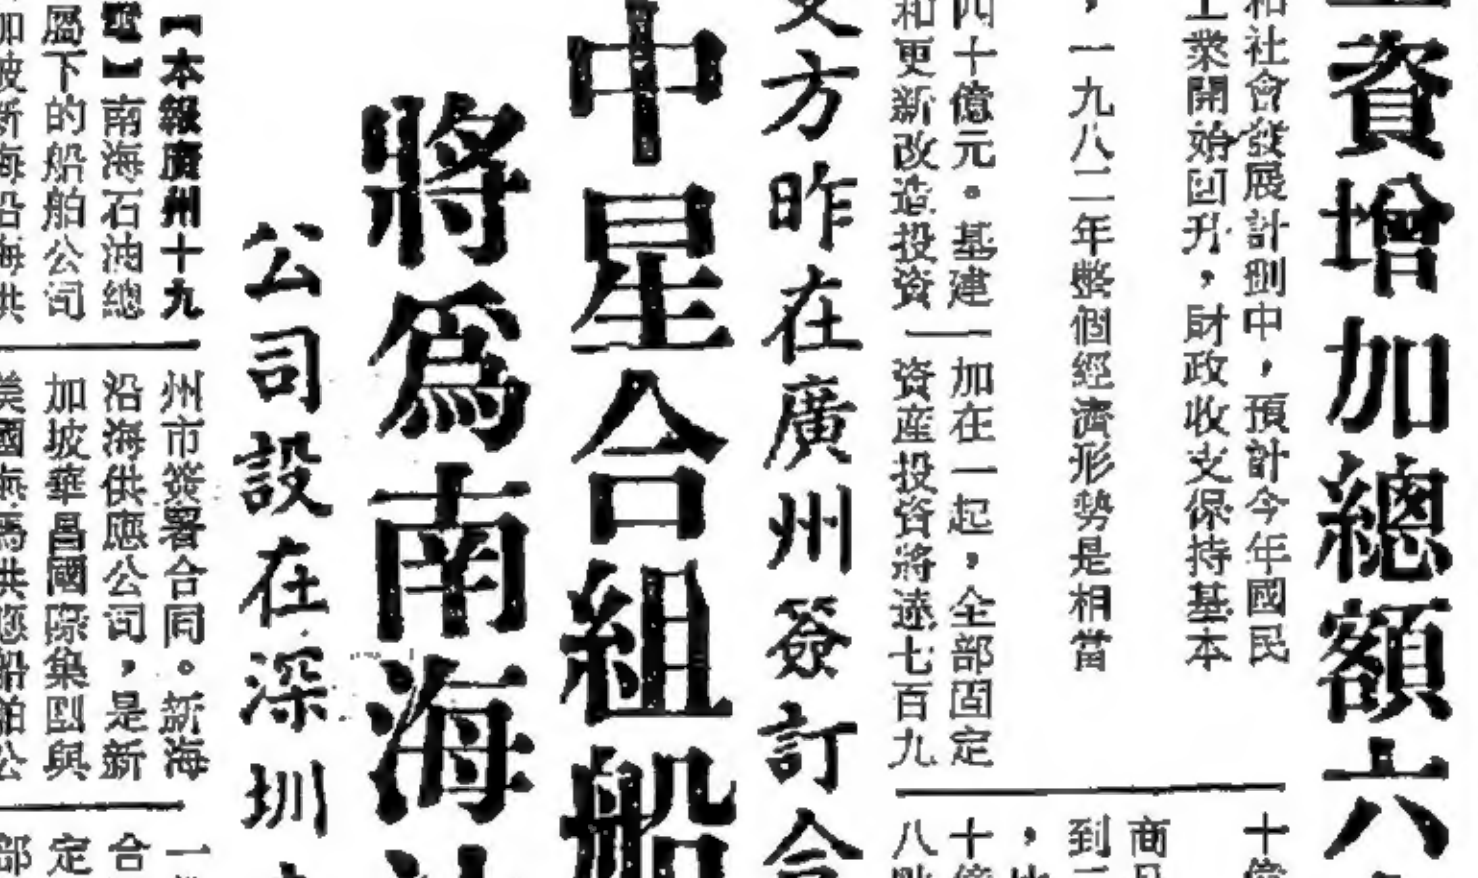 資增加總額六
和社會發展計劃中，預計今年國民
工業開始回升，財政收支保持基本
，一九八二年整個經濟形勢是相當
四十億元。基建
和更新改造投資
加在一起，全部固定
資產投資將達七百九
十億
商
到二
，
十億
八點
方昨在廣州簽訂合
中星合組船
將為南海
公司設在深圳
【本報廣州十九
電】南海石油總
屬下的船舶公司
加坡新海沿海供
州市簽署合同。新海
沿海供應公司，是新
加坡華昌國際集團與
美國燕馬供應船舶公
一
合
定
部